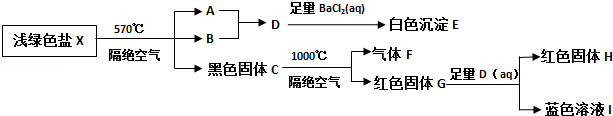 浅绿色盐 X
570℃
隔绝空气
A
B
D
足量 BaCl₂(aq)
白色沉淀 E
黑色固体 C
1000℃
隔绝空气
气体 F
红色固体 G
足量 D（aq）
红色固体 H
蓝色溶液 I